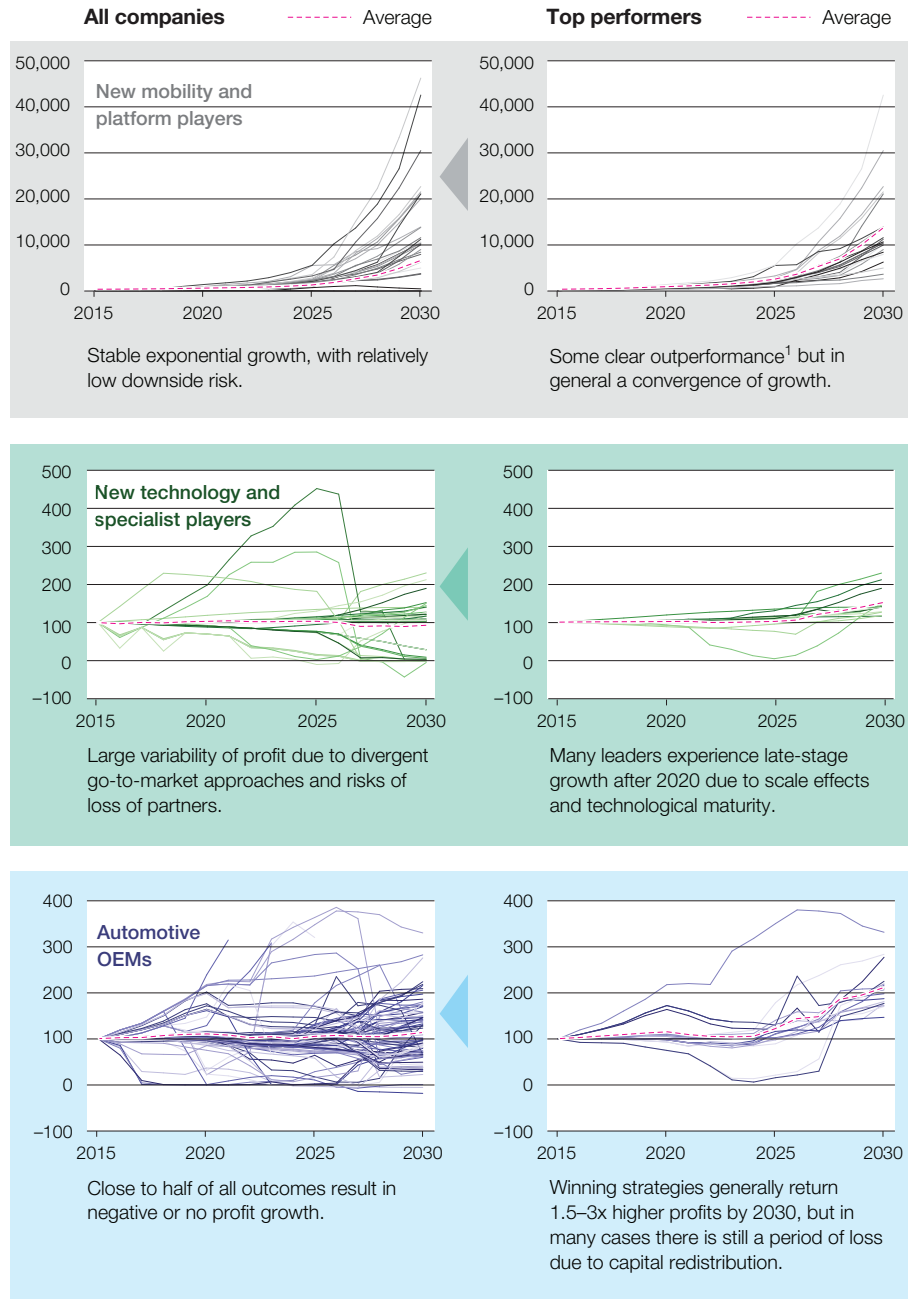 All companies
Average
Top performers
Average
50,000
40,000
30,000
20,000
10,000
0
2015
2020
2025
2030
New mobility and
platform players
Stable exponential growth, with relatively
low downside risk.
50,000
40,000
30,000
20,000
10,000
0
2015
2020
2025
2030
Some clear outperformance1 but in
general a convergence of growth.
500
400
300
200
100
0
–100
2015
2020
2025
2030
New technology and
specialist players
Large variability of profit due to divergent
go-to-market approaches and risks of
loss of partners.
500
400
300
200
100
0
–100
2015
2020
2025
2030
Many leaders experience late-stage
growth after 2020 due to scale effects
and technological maturity.
400
300
200
100
0
–100
2015
2020
2025
2030
Automotive
OEMs
Close to half of all outcomes result in
negative or no profit growth.
400
300
200
100
0
–100
2015
2020
2025
2030
Winning strategies generally return
1.5–3x higher profits by 2030, but in
many cases there is still a period of loss
due to capital redistribution.